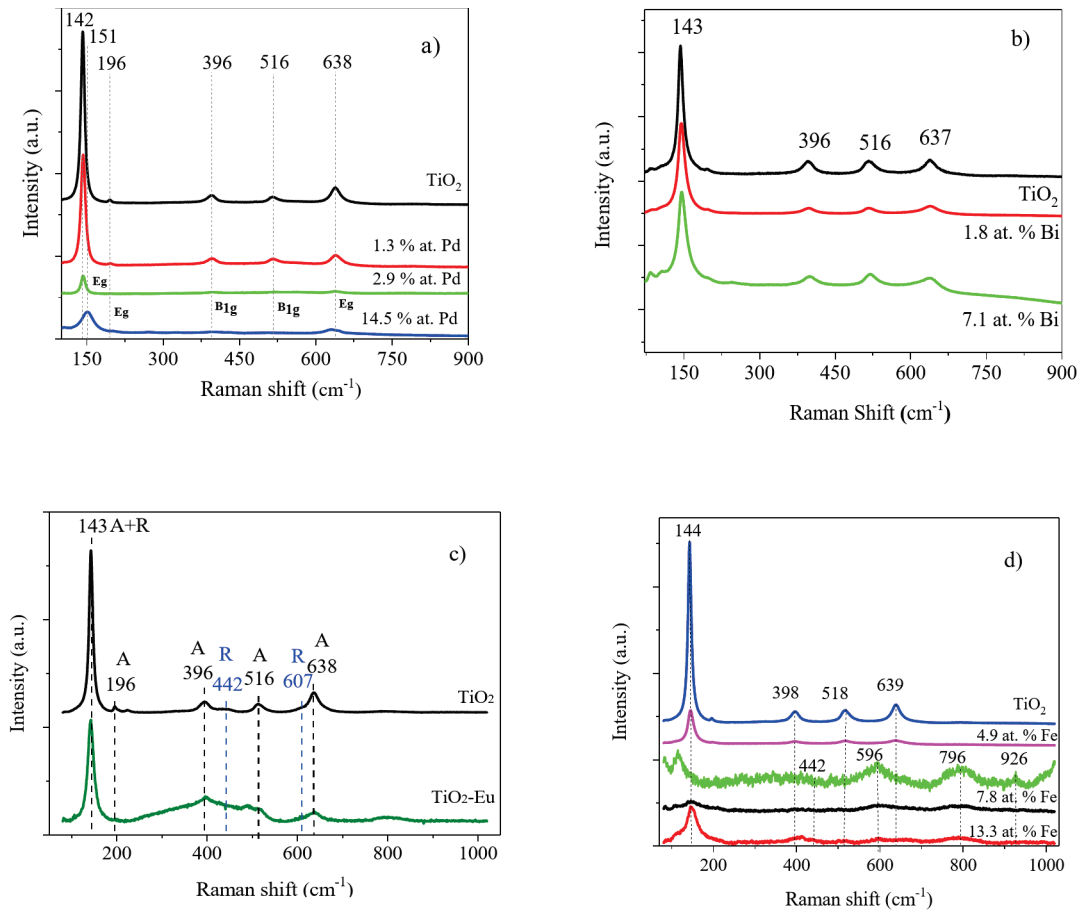 142
151
196
396
516
638
a)
TiO2
1.3 % at. Pd
Eg
2.9 % at. Pd
Eg
B1g
B1g
Eg
14.5 % at. Pd
150
300
450
600
750
900
Raman shift (cm-1)
Intensity (a.u.)
143
b)
396
516
637
TiO2
1.8 at. % Bi
7.1 at. % Bi
150
300
450
600
750
900
Raman Shift (cm-1)
Intensity (a.u.)
143 A+R
c)
A
196
A
396
R
442
A
516
R
607
A
638
TiO2
TiO2-Eu
200
400
600
800
1000
Raman shift (cm-1)
Intensity (a.u.)
144
d)
398
518
639
TiO2
4.9 at. % Fe
442
596
796
926
7.8 at. % Fe
13.3 at. % Fe
200
400
600
800
1000
Raman shift (cm-1)
Intensity (a.u.)